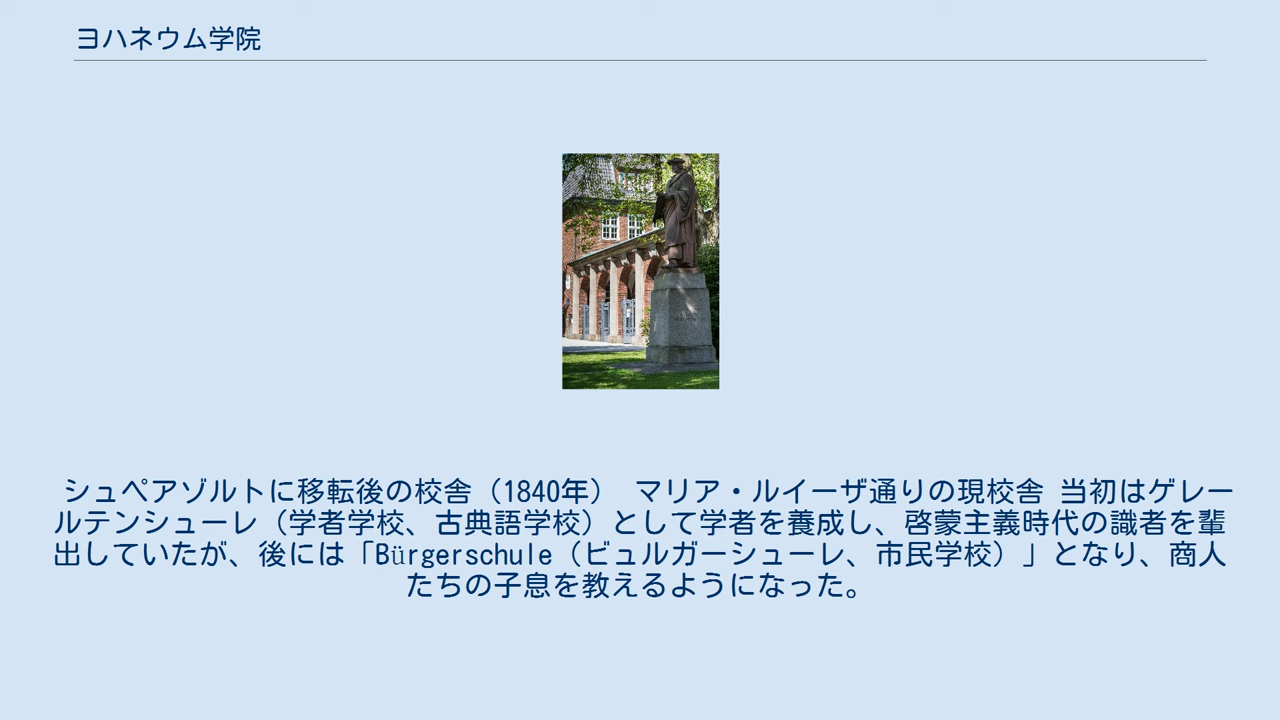 ヨハネウム学院
シュペアゾルトに移転後の校舎（1840年） マリア・ルイーザ通りの現校舎 当初はゲレー
ルテンシューレ（学者学校、古典語学校）として学者を養成し、啓蒙主義時代の識者を輩
出していたが、後には「Bürgerschule（ビュルガーシューレ、市民学校）」となり、商人
たちの子息を教えるようになった。